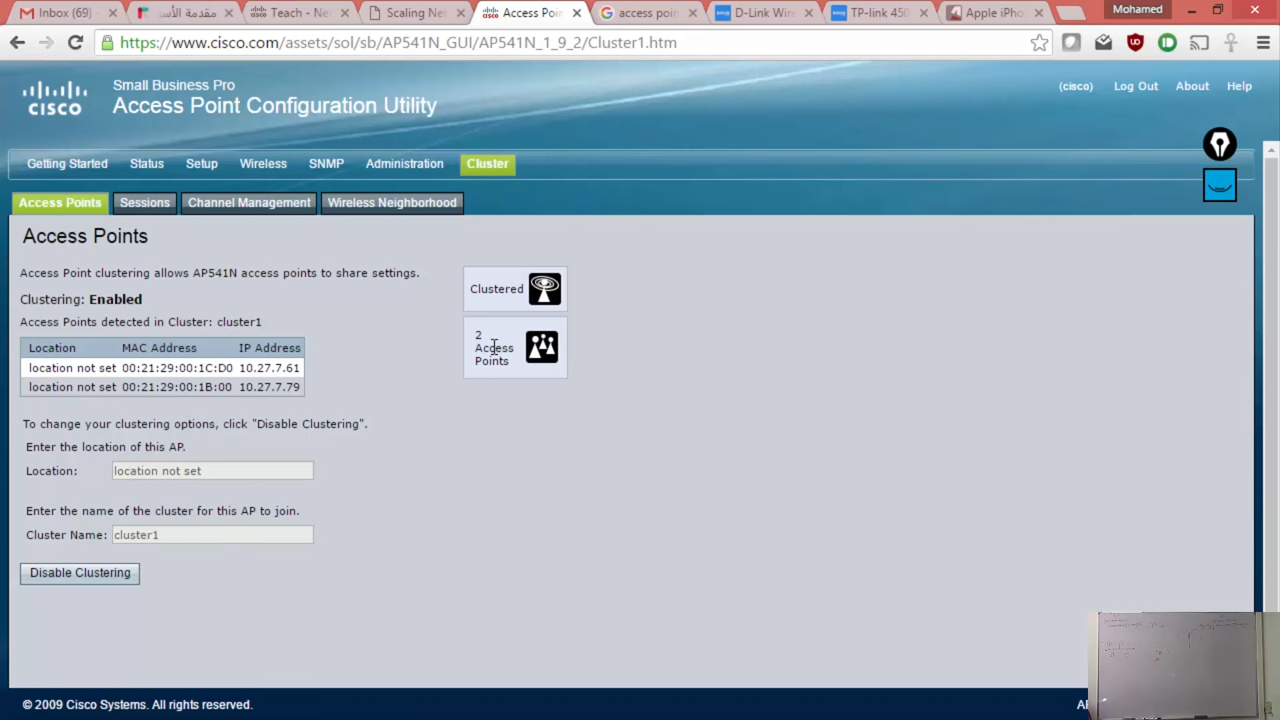 Inbox (69)
مقدمة الأس
Teach - Ne
Scaling Ne
Access Poi
access poin
D-Link Wire
TP-link 450
Apple iPho
Mohamed
https://www.cisco.com/assets/sol/sb/AP541N_GUI/AP541N_1_9_2/Cluster1.htm
cisco
Small Business Pro
Access Point Configuration Utility
(cisco) Log Out About Help
Getting Started Status Setup Wireless SNMP Administration Cluster
Access Points Sessions Channel Management Wireless Neighborhood
Access Points
Access Point clustering allows AP541N access points to share settings.
Clustered
Clustering: Enabled
Access Points detected in Cluster: cluster1
2
Access
Points
Location MAC Address IP Address
location not set 00:21:29:00:1C:D0 10.27.7.61
location not set 00:21:29:00:1B:00 10.27.7.79
To change your clustering options, click "Disable Clustering".
Enter the location of this AP.
Location: location not set
Enter the name of the cluster for this AP to join.
Cluster Name: cluster1
Disable Clustering
© 2009 Cisco Systems. All rights reserved.